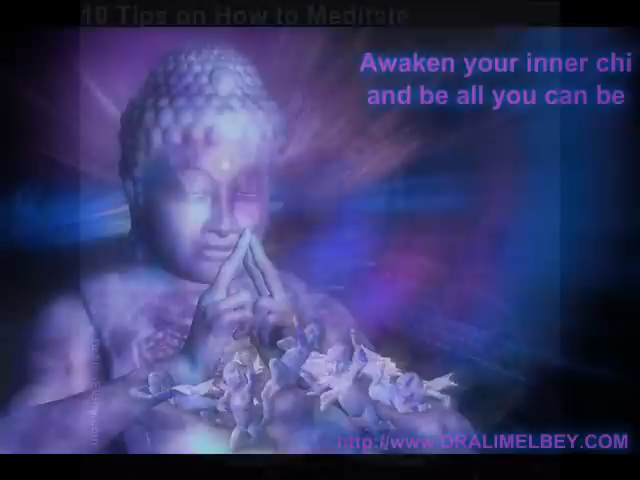 10 Tips on How to Meditate
Awaken your inner chi
and be all you can be
http://www.DRALIMELBEY.COM